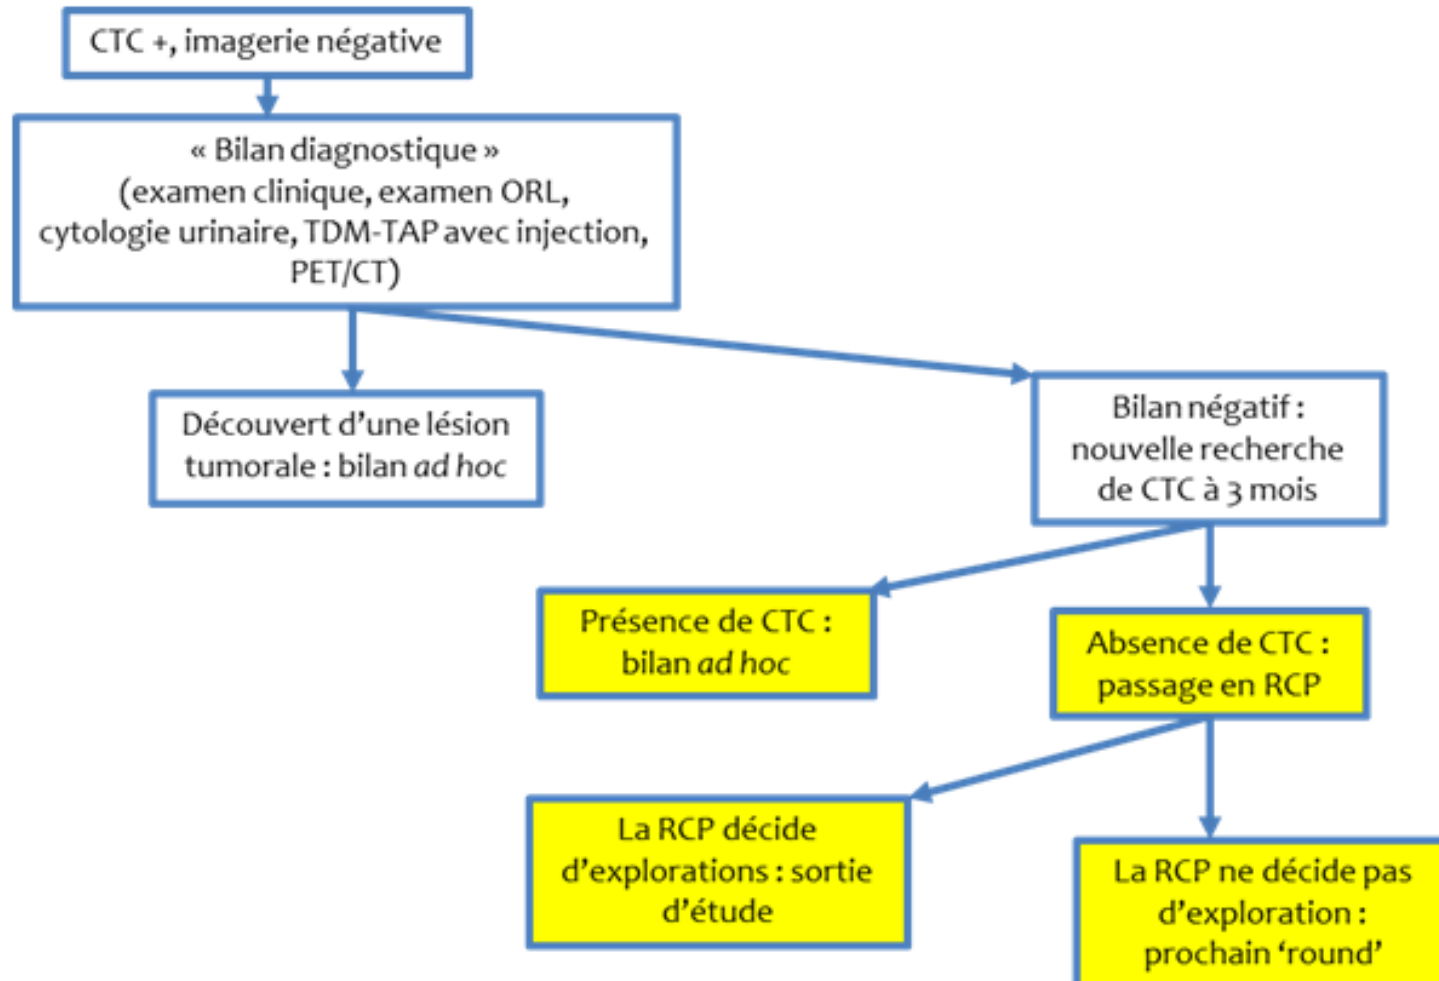 CTC +, imagerie négative
« Bilan diagnostique »
(examen clinique, examen ORL,
cytologie urinaire, TDM-TAP avec injection,
PET/CT)
Découvert d’une lésion
tumorale : bilan ad hoc
Bilan négatif :
nouvelle recherche
de CTC à 3 mois
Présence de CTC :
bilan ad hoc
Absence de CTC :
passage en RCP
La RCP décide
d’explorations : sortie
d’étude
La RCP ne décide pas
d’exploration :
prochain ‘round’